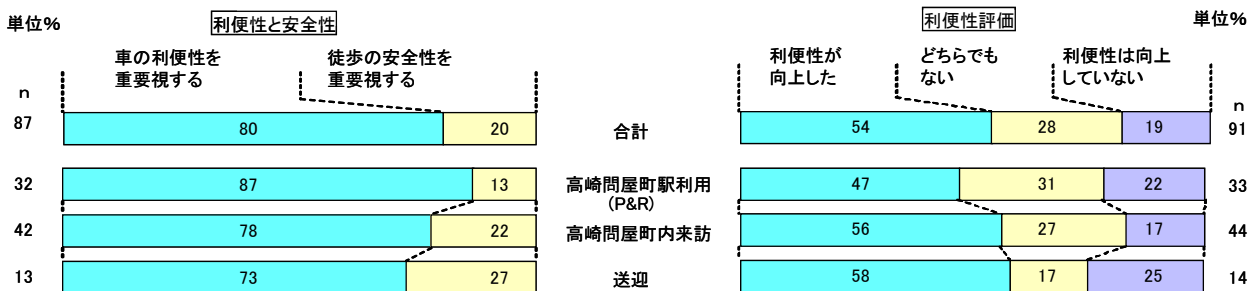 単位%
利便性と安全性
利便性評価
単位%
車の利便性を
重要視する
徒歩の安全性を
重要視する
利便性が
向上した
どちらでも
ない
利便性は向上
していない
n
n
87
80
20
合計
54
28
19
91
32
87
13
高崎問屋町駅利用
(P&R)
47
31
22
33
42
78
22
高崎問屋町内来訪
56
27
17
44
13
73
27
送迎
58
17
25
14